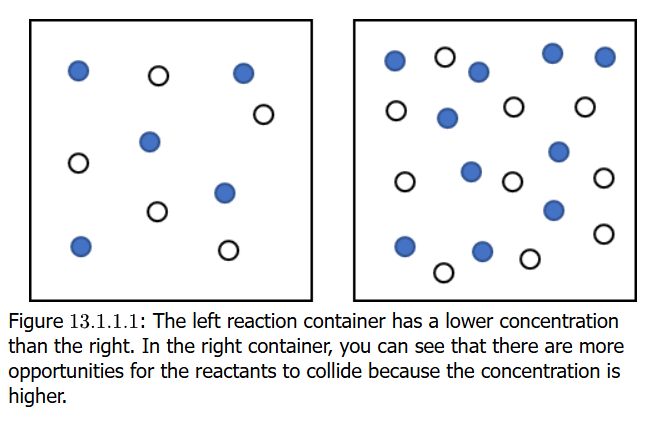 Figure 13.1.1.1: The left reaction container has a lower concentration
than the right. In the right container, you can see that there are more
opportunities for the reactants to collide because the concentration is
higher.